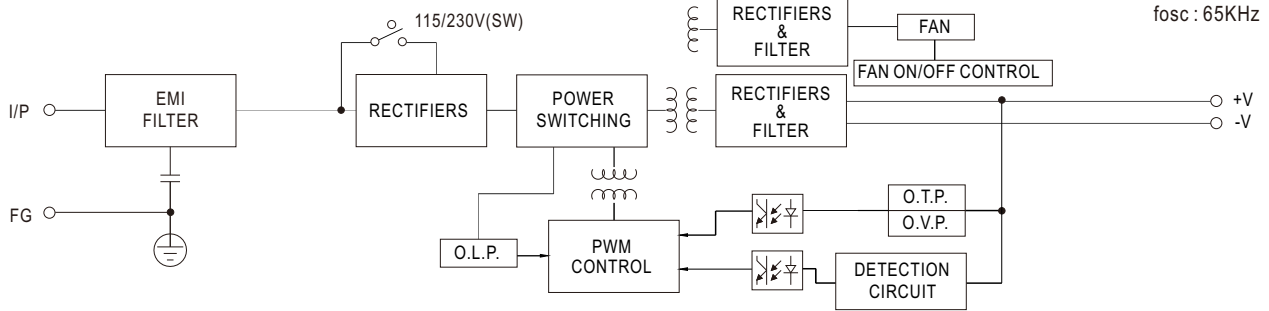 115/230V(SW)
RECTIFIERS
&
FILTER
FAN
fosc : 65KHz
FAN ON/OFF CONTROL
I/P
EMI
FILTER
RECTIFIERS
POWER
SWITCHING
RECTIFIERS
&
FILTER
+V
-V
FG
O.L.P.
PWM
CONTROL
O.T.P.
O.V.P.
DETECTION
CIRCUIT